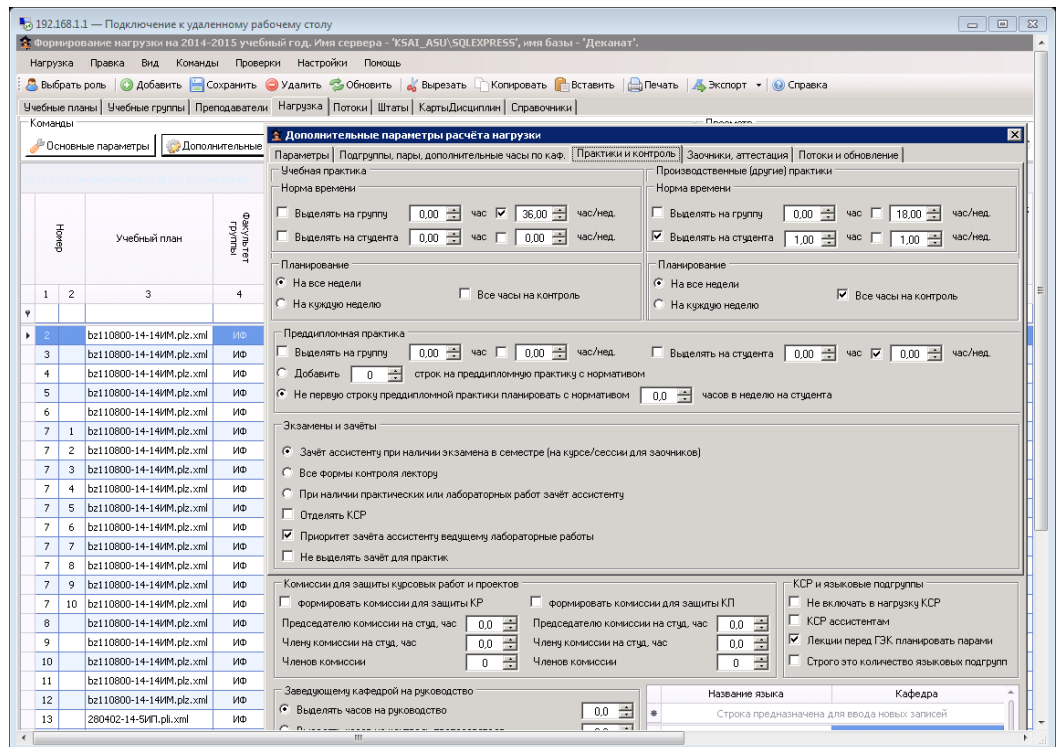 192.168.1.1 — Подключение к удаленному рабочему столу
Формирование нагрузки на 2014-2015 учебный год. Имя сервера - 'KSAI_ASU\SQLEXPRESS', имя базы - 'Деканат'.
Нагрузка Правка Вид Команды Проверки Настройки Помощь
Выбрать роль Добавить Сохранить Удалить Обновить Вырезать Копировать Вставить Печать Экспорт Справка
Учебные планы Учебные группы Преподаватели Нагрузка Потоки Штаты КартыДисциплин Справочники
Команды
Основные параметры Дополнительные
Дополнительные параметры расчёта нагрузки
Параметры Подгруппы, пары, дополнительные часы по каф. Практики и контроль Заочники, аттестация Потоки и обновление
Учебная практика Производственные (другие) практики
Норма времени Норма времени
Выделять на группу 0,00 час 36,00 час/нед. Выделять на группу 0,00 час 18,00 час/нед.
Выделять на студента 0,00 час 0,00 час/нед. Выделять на студента 1,00 час 1,00 час/нед.
Планирование Планирование
На все недели На все недели
Все часы на контроль Все часы на контроль
На куждую неделю На куждую неделю
Преддипломная практика
Выделять на группу 0,00 час 0,00 час/нед. Выделять на студента 0,00 час 0,00 час/нед.
Добавить 0 строк на преддипломную практику с нормативом
Не первую строку преддипломной практики планировать с нормативом 0,0 часов в неделю на студента
Экзамены и зачёты
Зачёт ассистенту при наличии экзамена в семестре (на курсе/сессии для заочников)
Все формы контроля лектору
При наличии практических или лабораторных работ зачёт ассистенту
Отделять КСР
Приоритет зачёта ассистенту ведущему лабораторные работы
Не выделять зачёт для практик
Комиссии для защиты курсовых работ и проектов КСР и языковые подгруппы
Формировать комиссии для защиты КР Формировать комиссии для защиты КП Не включать в нагрузку КСР
КСР ассистентам
Председателю комиссии на студ, час 0,0 Председателю комиссии на студ, час 0,0
Члену комиссии на студ, час 0,0 Члену комиссии на студ, час 0,0 Лекции перед ГЭК планировать парами
Членов комиссии 0 Членов комиссии 0 Строго это количество языковых подгрупп
Заведующему кафедрой на руководство Название языка Кафедра
Выделять часов на руководство 0,0 Строка предназначена для ввода новых записей
Номер Учебный план Факультет группы
1 2 3 4
2 bz110800-14-14ИМ.plz.xml ИФ
3 bz110800-14-14ИМ.plz.xml ИФ
4 bz110800-14-14ИМ.plz.xml ИФ
5 bz110800-14-14ИМ.plz.xml ИФ
6 bz110800-14-14ИМ.plz.xml ИФ
7 1 bz110800-14-14ИМ.plz.xml ИФ
7 2 bz110800-14-14ИМ.plz.xml ИФ
7 3 bz110800-14-14ИМ.plz.xml ИФ
7 4 bz110800-14-14ИМ.plz.xml ИФ
7 5 bz110800-14-14ИМ.plz.xml ИФ
7 6 bz110800-14-14ИМ.plz.xml ИФ
7 7 bz110800-14-14ИМ.plz.xml ИФ
7 8 bz110800-14-14ИМ.plz.xml ИФ
7 9 bz110800-14-14ИМ.plz.xml ИФ
7 10 bz110800-14-14ИМ.plz.xml ИФ
8 bz110800-14-14ИМ.plz.xml ИФ
9 bz110800-14-14ИМ.plz.xml ИФ
10 bz110800-14-14ИМ.plz.xml ИФ
11 bz110800-14-14ИМ.plz.xml ИФ
12 bz110800-14-14ИМ.plz.xml ИФ
13 280402-14-5ИП.pli.xml ИФ